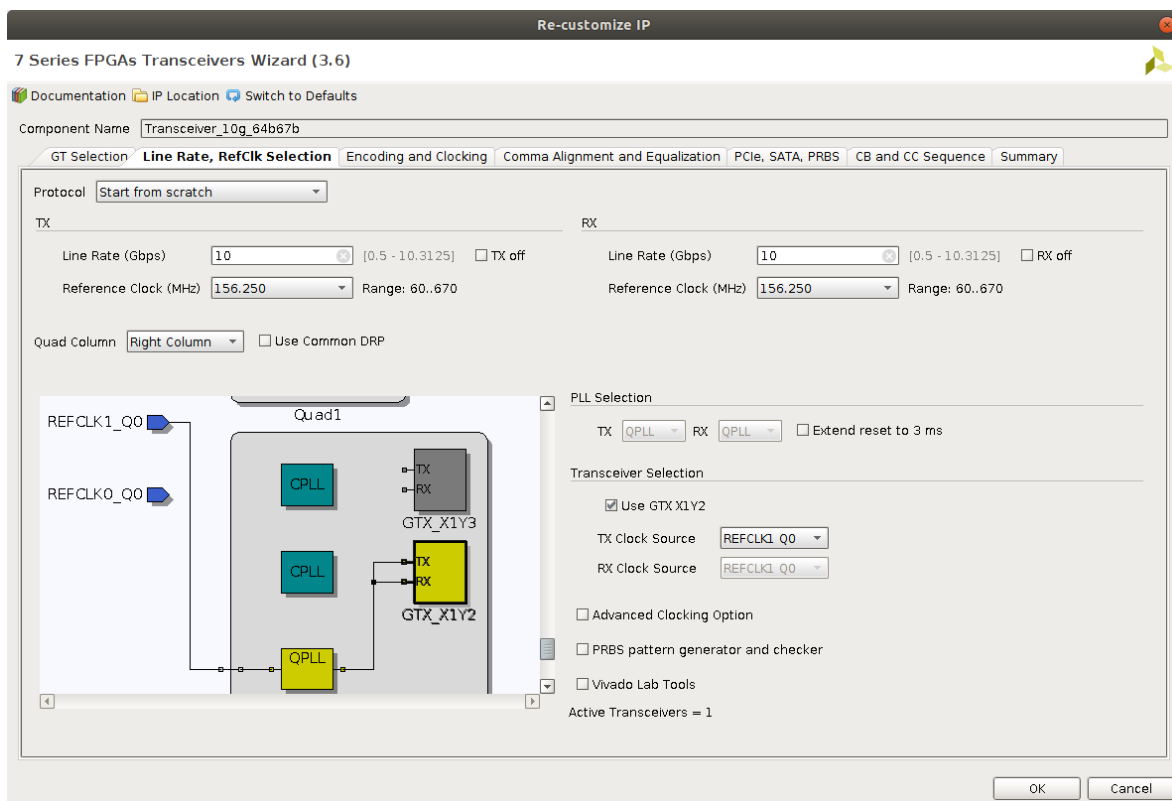 Re-customize IP
7 Series FPGAs Transceivers Wizard (3.6)
Documentation IP Location Switch to Defaults
Component Name Transceiver_10g_64b67b
GT Selection Line Rate, RefClk Selection Encoding and Clocking Comma Alignment and Equalization PCIe, SATA, PRBS CB and CC Sequence Summary
Protocol Start from scratch
TX
Line Rate (Gbps) 10 [0.5 - 10.3125] TX off
Reference Clock (MHz) 156.250 Range: 60..670
RX
Line Rate (Gbps) 10 [0.5 - 10.3125] RX off
Reference Clock (MHz) 156.250 Range: 60..670
Quad Column Right Column Use Common DRP
Quad1
REFCLK1_Q0
REFCLK0_Q0
CPLL
TX
RX
GTX_X1Y3
CPLL
TX
RX
GTX_X1Y2
QPLL
PLL Selection
TX QPLL RX QPLL Extend reset to 3 ms
Transceiver Selection
Use GTX X1Y2
TX Clock Source REFCLK1 Q0
RX Clock Source REFCLK1 Q0
Advanced Clocking Option
PRBS pattern generator and checker
Vivado Lab Tools
Active Transceivers = 1
OK Cancel